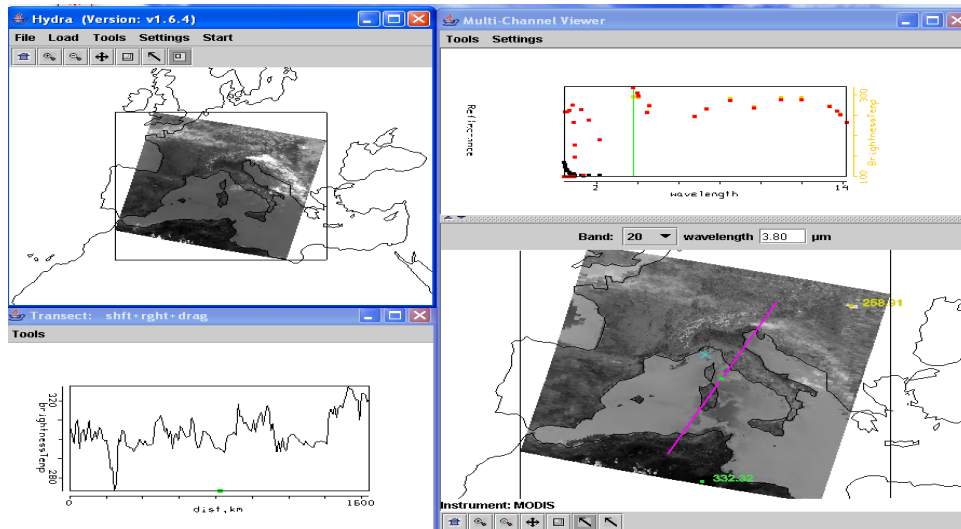 Hydra (Version: v1.6.4)
File Load Tools Settings Start
Multi-Channel Viewer
Tools Settings
Reflectance
300
BrightnessTemp
100
2
wavelength
14
Band: 20 wavelength 3.80 µm
258.91
332.32
Instrument: MODIS
Transect: shft+rght+drag
Tools
320
brightnessTemp
280
0
dist,km
1600